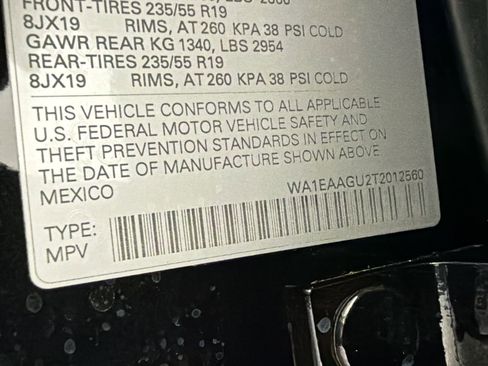 FRONT-TIRES 235/55 R19
8JX19 RIMS, AT 260 KPA 38 PSI COLD
GAWR REAR KG 1340, LBS 2954
REAR-TIRES 235/55 R19
8JX19 RIMS, AT 260 KPA 38 PSI COLD
THIS VEHICLE CONFORMS TO ALL APPLICABLE
U.S. FEDERAL MOTOR VEHICLE SAFETY AND
THEFT PREVENTION STANDARDS IN EFFECT ON
THE DATE OF MANUFACTURE SHOWN ABOVE.
MEXICO
WA1EAAGU2T2012560
TYPE:
MPV